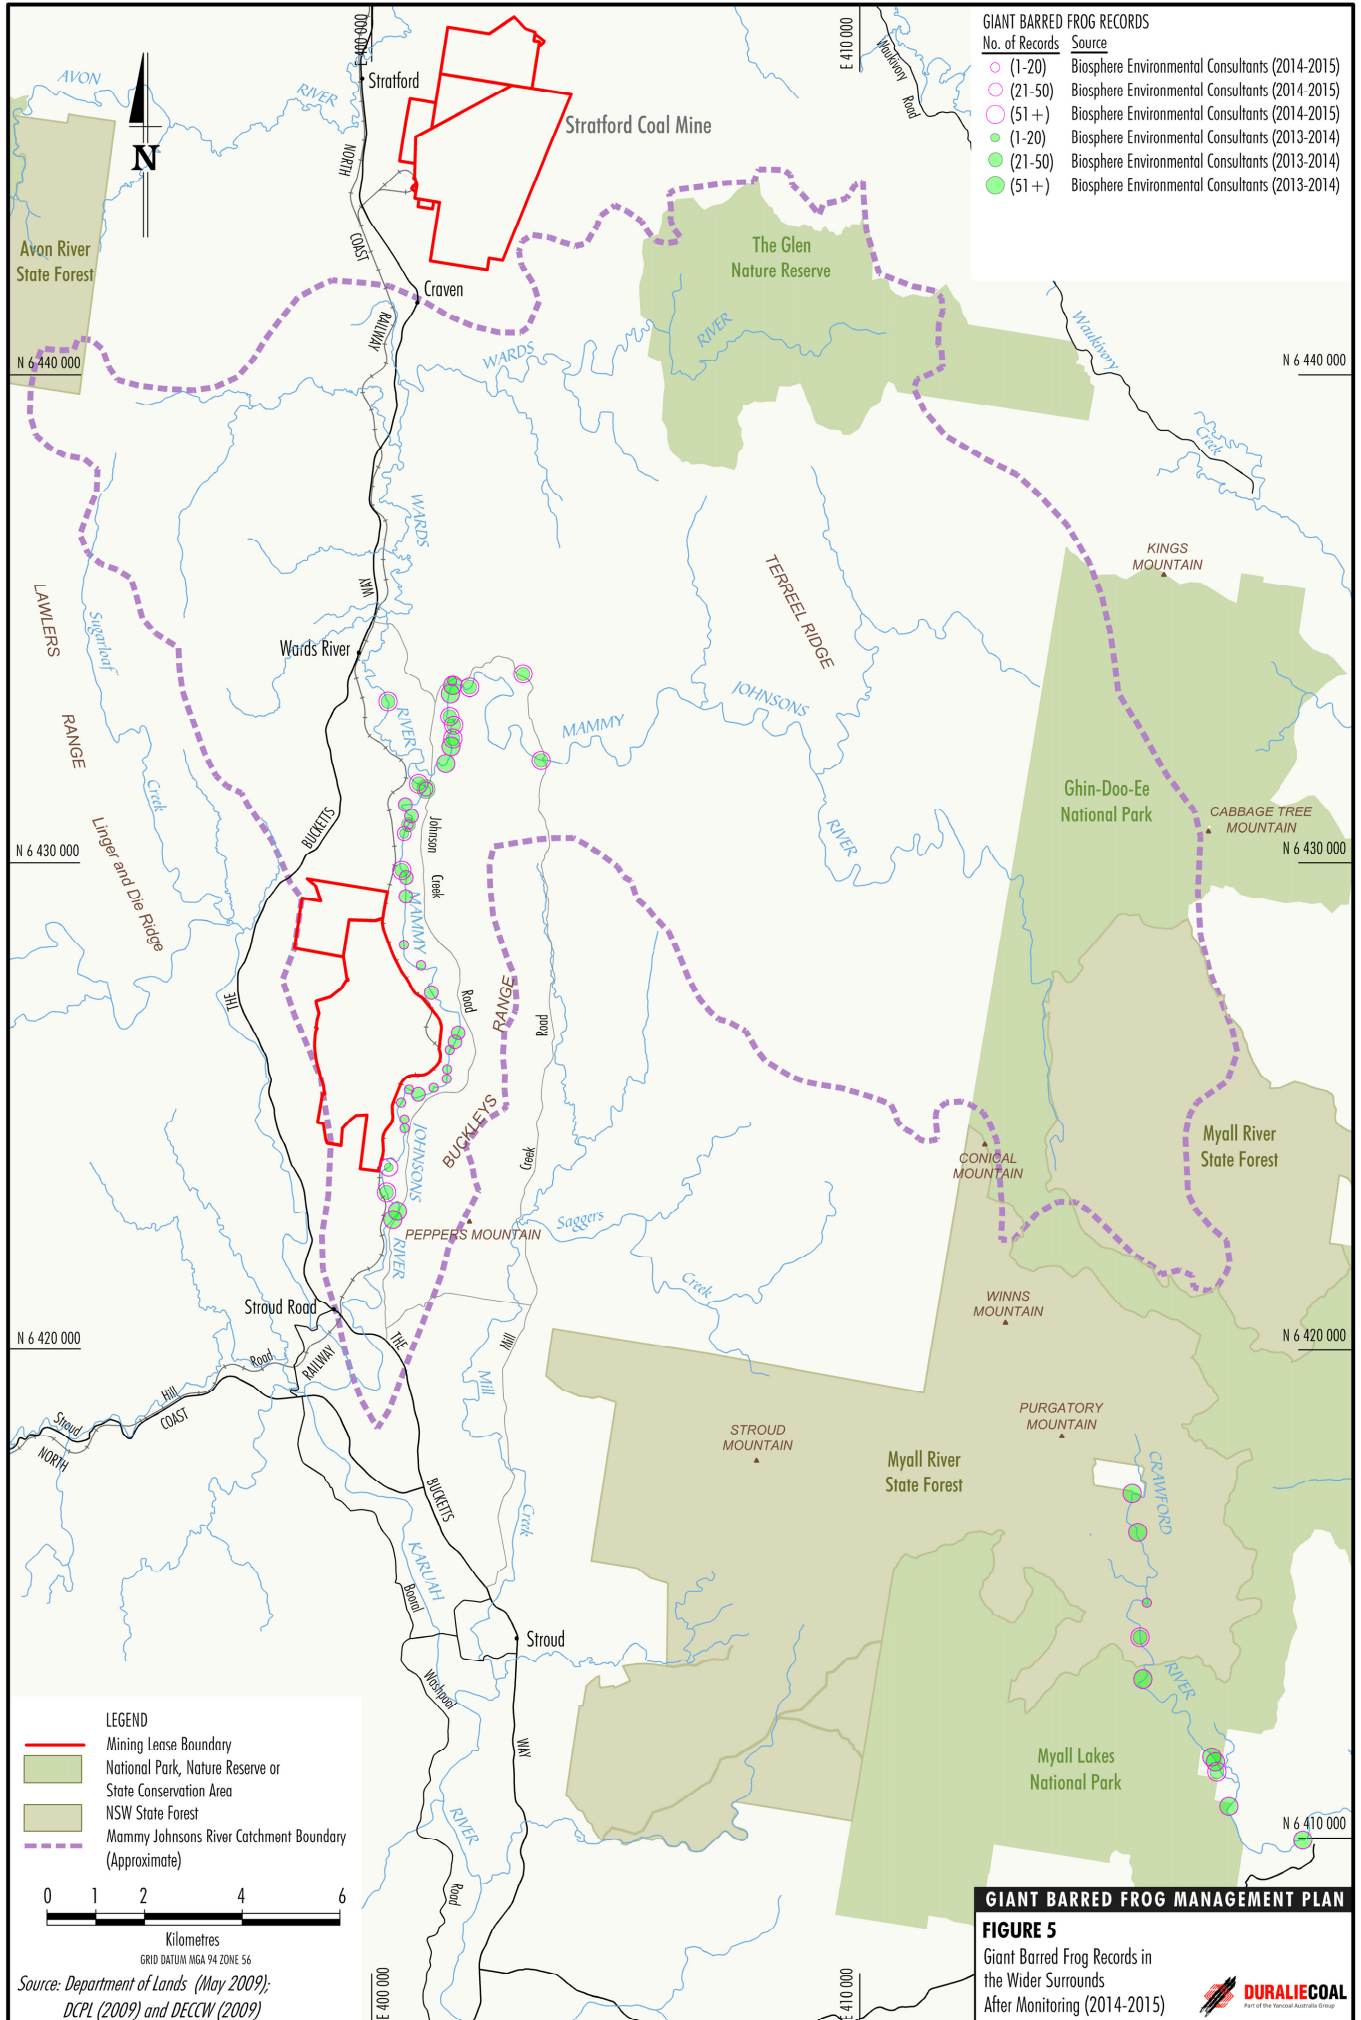 GIANT BARRED FROG RECORDS
No. of Records Source
(1-20) Biosphere Environmental Consultants (2014-2015)
(21-50) Biosphere Environmental Consultants (2014-2015)
(51+) Biosphere Environmental Consultants (2014-2015)
(1-20) Biosphere Environmental Consultants (2013-2014)
(21-50) Biosphere Environmental Consultants (2013-2014)
(51+) Biosphere Environmental Consultants (2013-2014)
E 400 000
E 410 000
Waukivory
Road
AVON
RIVER
Stratford
Stratford Coal Mine
N
NORTH
COAST
RAILWAY
Avon River
State Forest
The Glen
Nature Reserve
Craven
WARDS
RIVER
Waukivory
Creek
N 6 440 000
N 6 440 000
WARDS
WAY
KINGS
MOUNTAIN
TERREEL RIDGE
LAWLERS
RANGE
Sugarloaf
Creek
Wards River
RIVER
MAMMY
JOHNSONS
RIVER
Linger and Die Ridge
BUCKETTS
Johnson
Creek
Road
Ghin-Doo-Ee
National Park
CABBAGE TREE
MOUNTAIN
N 6 430 000
N 6 430 000
MAMMY
THE
RANGE
BUCKLEYS
Road
Creek
JOHNSONS
RIVER
CONICAL
MOUNTAIN
Myall River
State Forest
PEPPERS MOUNTAIN
Saggers
Creek
WINNS
MOUNTAIN
Stroud Road
N 6 420 000
N 6 420 000
THE
Mill
Mill
Creek
RAILWAY
Road
Hill
Stroud
COAST
NORTH
STROUD
MOUNTAIN
PURGATORY
MOUNTAIN
Myall River
State Forest
CRAWFORD
RIVER
BUCKETTS
KARUAH
Booral
Stroud
Washpool
WAY
RIVER
Road
Myall Lakes
National Park
N 6 410 000
LEGEND
Mining Lease Boundary
National Park, Nature Reserve or
State Conservation Area
NSW State Forest
Mammy Johnsons River Catchment Boundary
(Approximate)
0 1 2 4 6
Kilometres
GRID DATUM MGA 94 ZONE 56
Source: Department of Lands (May 2009);
DCPL (2009) and DECCW (2009)
E 400 000
E 410 000
GIANT BARRED FROG MANAGEMENT PLAN
FIGURE 5
Giant Barred Frog Records in
the Wider Surrounds
After Monitoring (2014-2015)
DURALIECOAL
Part of the Yancoal Australia Group